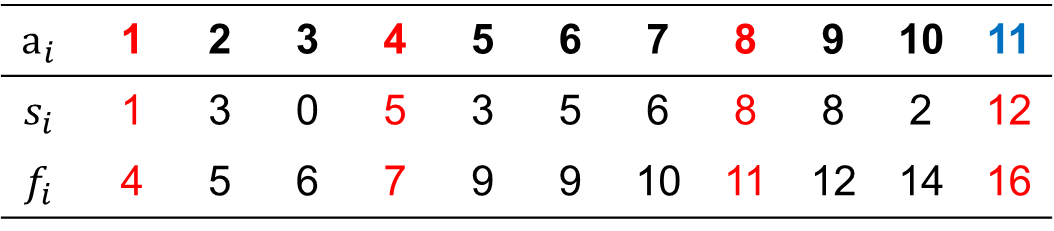 aᵢ 1 2 3 4 5 6 7 8 9 10 11
sᵢ 1 3 0 5 3 5 6 8 8 2 12
fᵢ 4 5 6 7 9 9 10 11 12 14 16